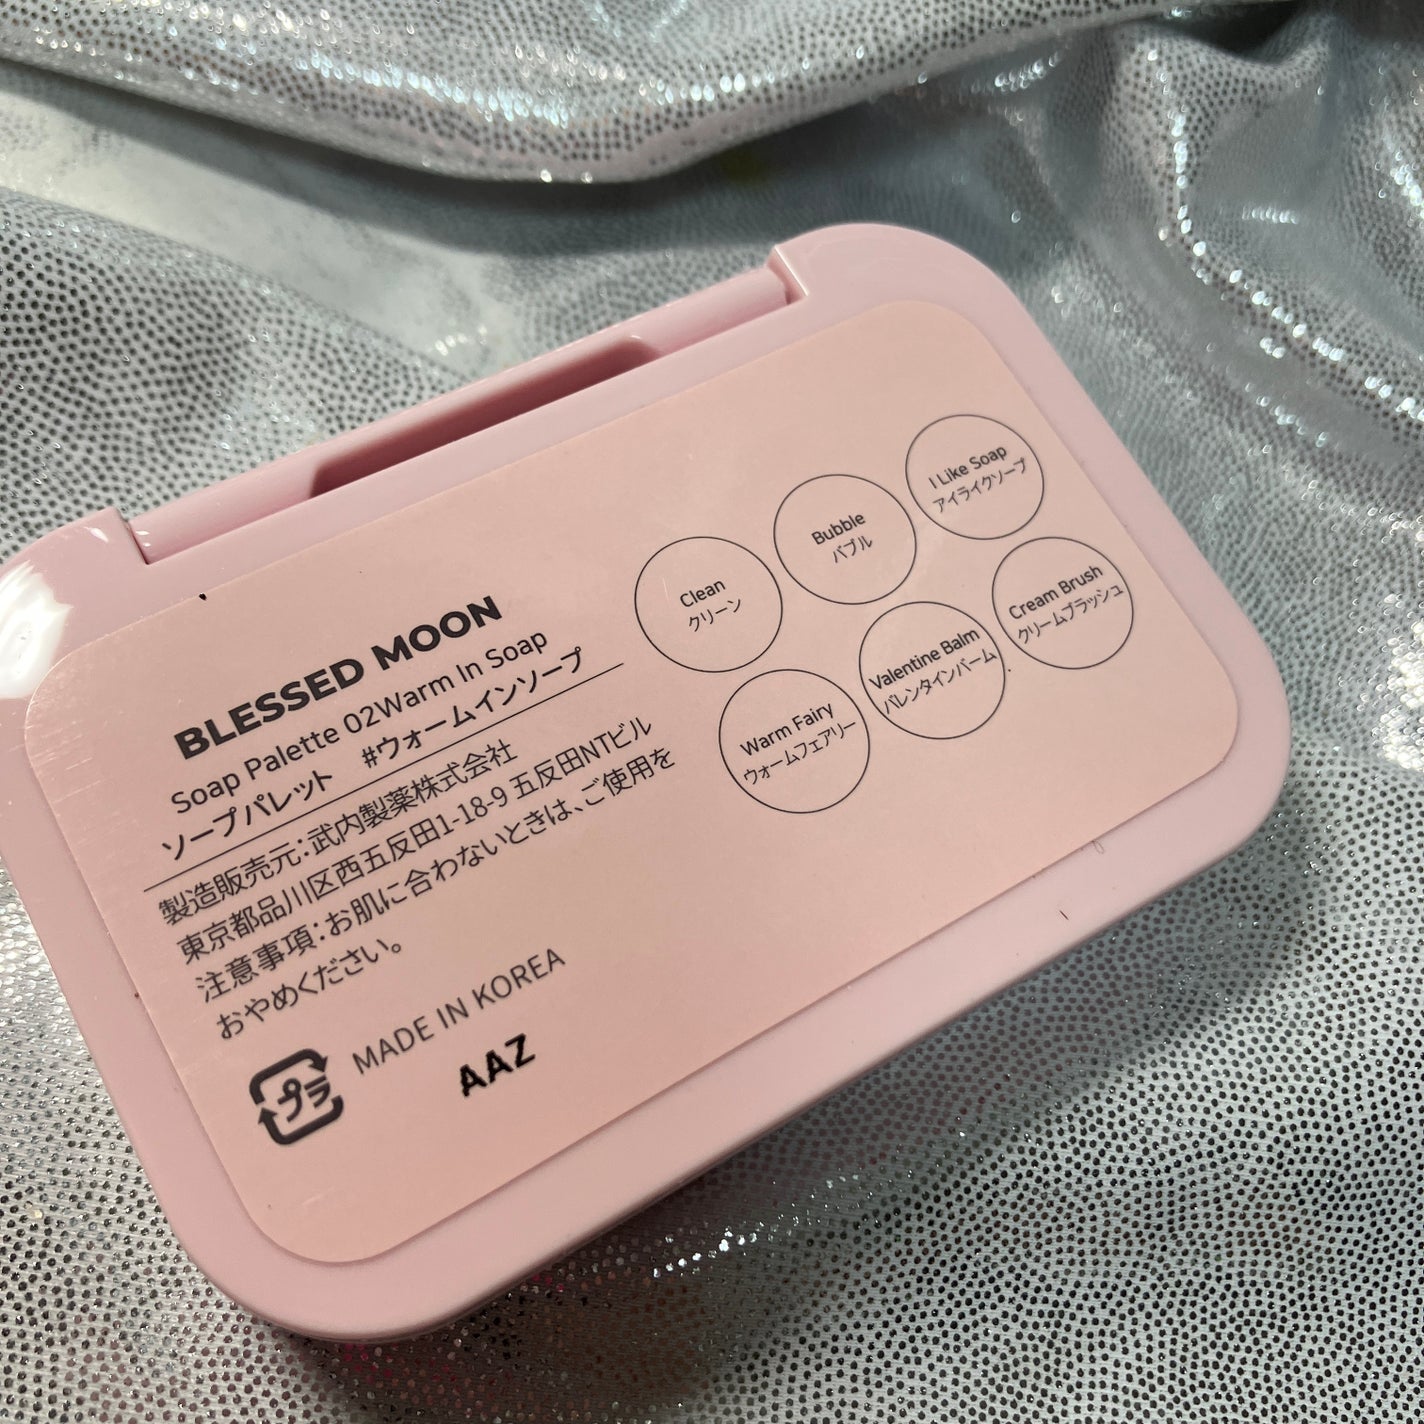 BLESSED MOON
Soap Palette 02Warm In Soap
ソープパレット #ウォームインソープ
製造販売元:武内製薬株式会社
東京都品川区西五反田1-18-9 五反田NTビル
注意事項:お肌に合わないときは、ご使用を
おやめください。
プラ
MADE IN KOREA
AAZ
Clean
クリーン
Bubble
バブル
I Like Soap
アイライクソープ
Warm Fairy
ウォームフェアリー
Valentine Balm
バレンタインバーム
Cream Brush
クリームブラッシュ